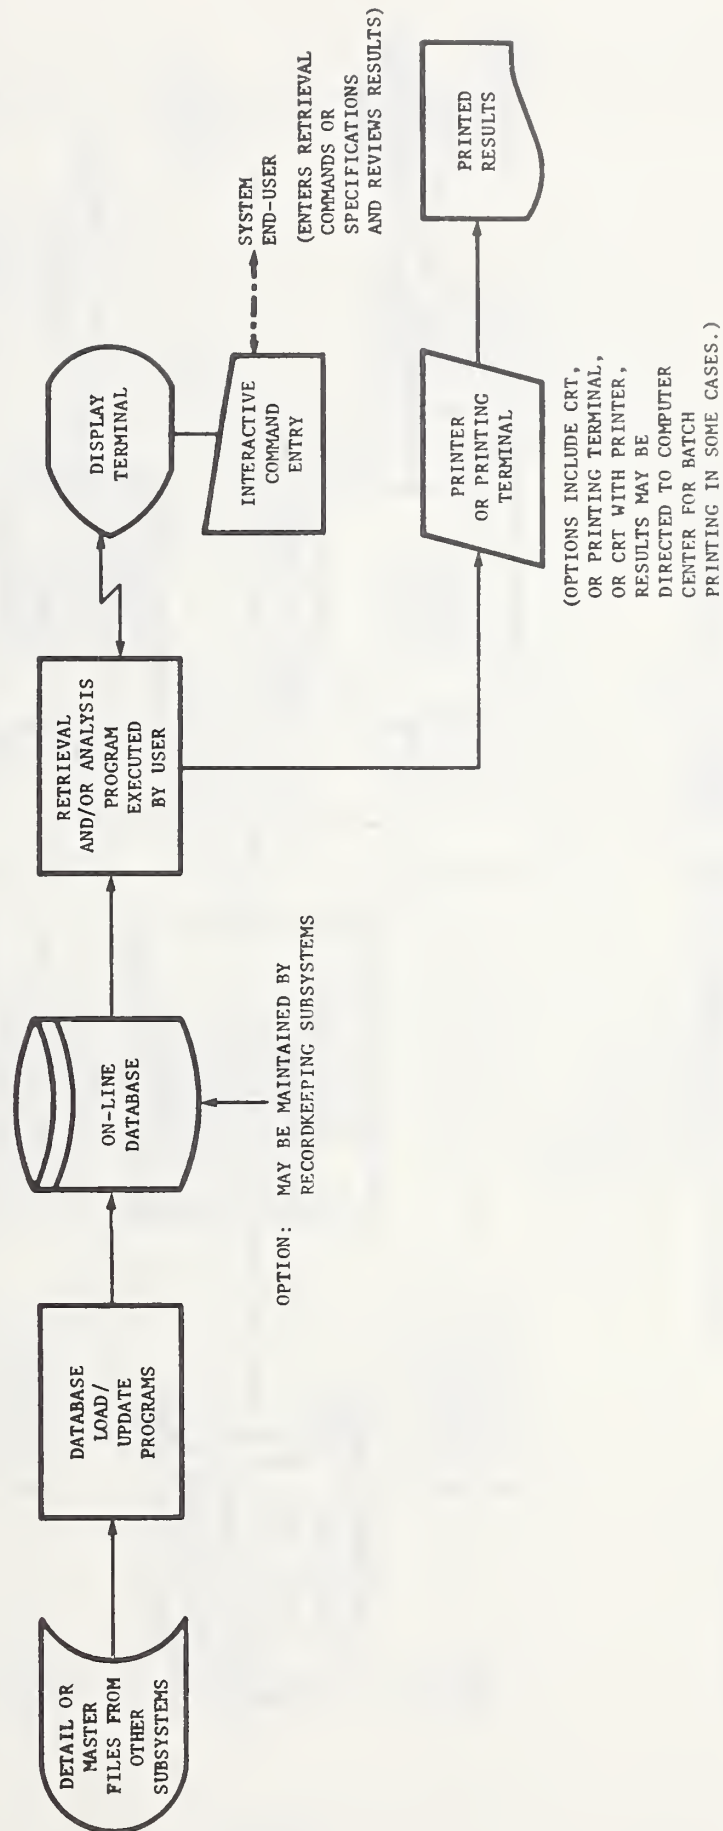 DETAIL OR
MASTER
FILES FROM
OTHER
SUBSYSTEMS
DATABASE
LOAD/
UPDATE
PROGRAMS
ON-LINE
DATABASE
OPTION: MAY BE MAINTAINED BY
RECORDKEEPING SUBSYSTEMS
RETRIEVAL
AND/OR ANALYSIS
PROGRAM
EXECUTED
BY USER
DISPLAY
TERMINAL
INTERACTIVE
COMMAND
ENTRY
SYSTEM
END-USER
(ENTERS RETRIEVAL
COMMANDS OR
SPECIFICATIONS
AND REVIEWS RESULTS)
PRINTER
OR PRINTING
TERMINAL
(OPTIONS INCLUDE CRT,
OR PRINTING TERMINAL,
OR CRT WITH PRINTER,
RESULTS MAY BE
DIRECTED TO COMPUTER
CENTER FOR BATCH
PRINTING IN SOME CASES.)
PRINTED
RESULTS